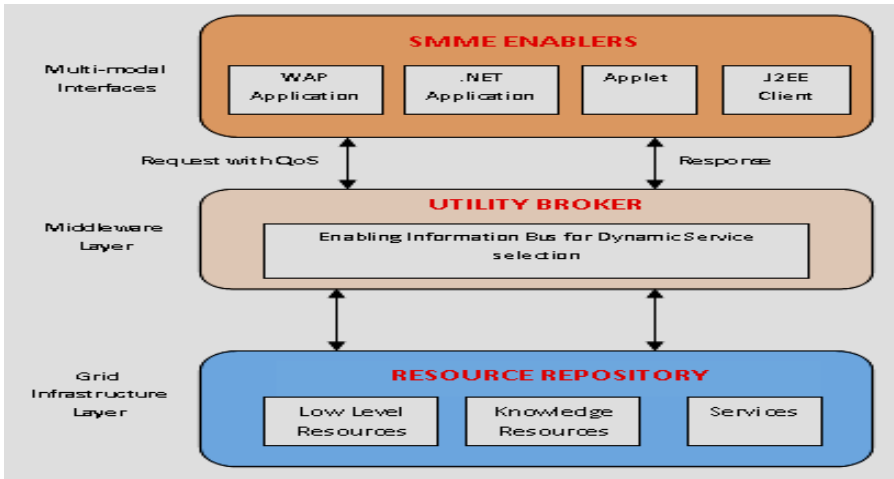 SMME ENABLERS
Multi-modal
Interfaces
WAP
Application
.NET
Application
Applet
J2EE
Client
Request with QoS
Response
UTILITY BROKER
Middleware
Layer
Enabling Information Bus for Dynamic Service
selection
Grid
Infrastructure
Layer
RESOURCE REPOSITORY
Low Level
Resources
Knowledge
Resources
Services